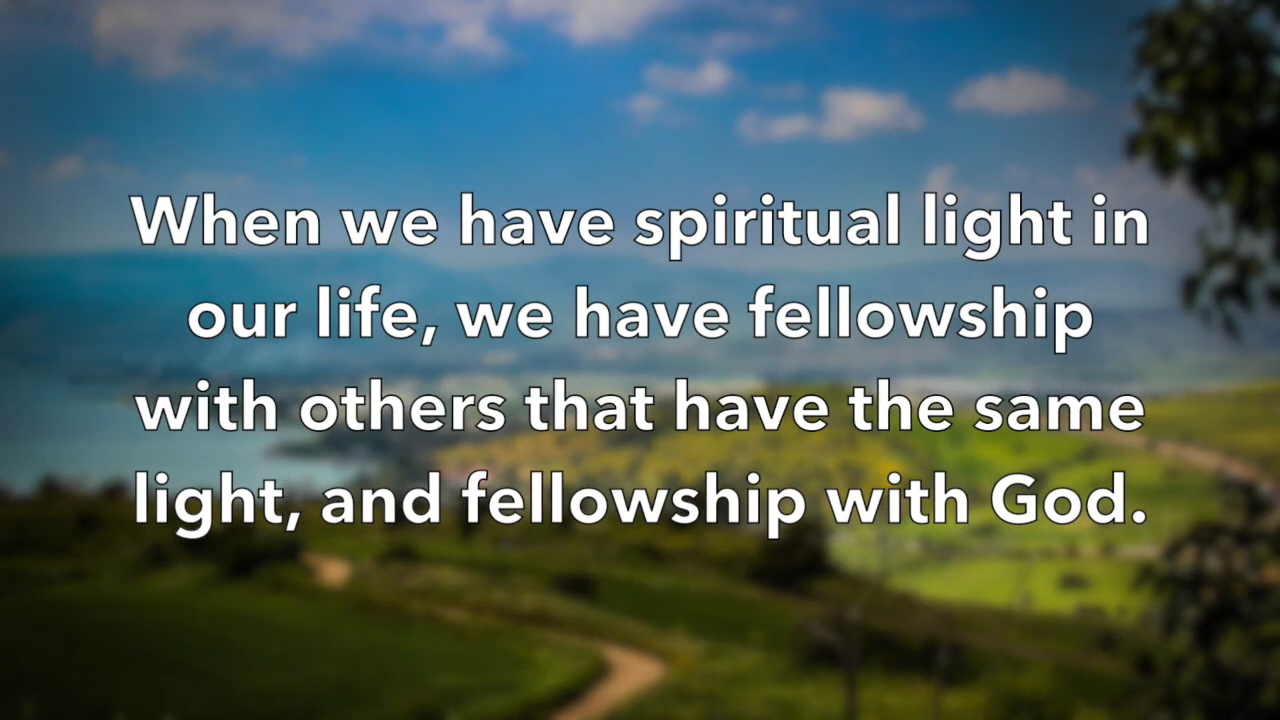 When we have spiritual light in
our life, we have fellowship
with others that have the same
light, and fellowship with God.